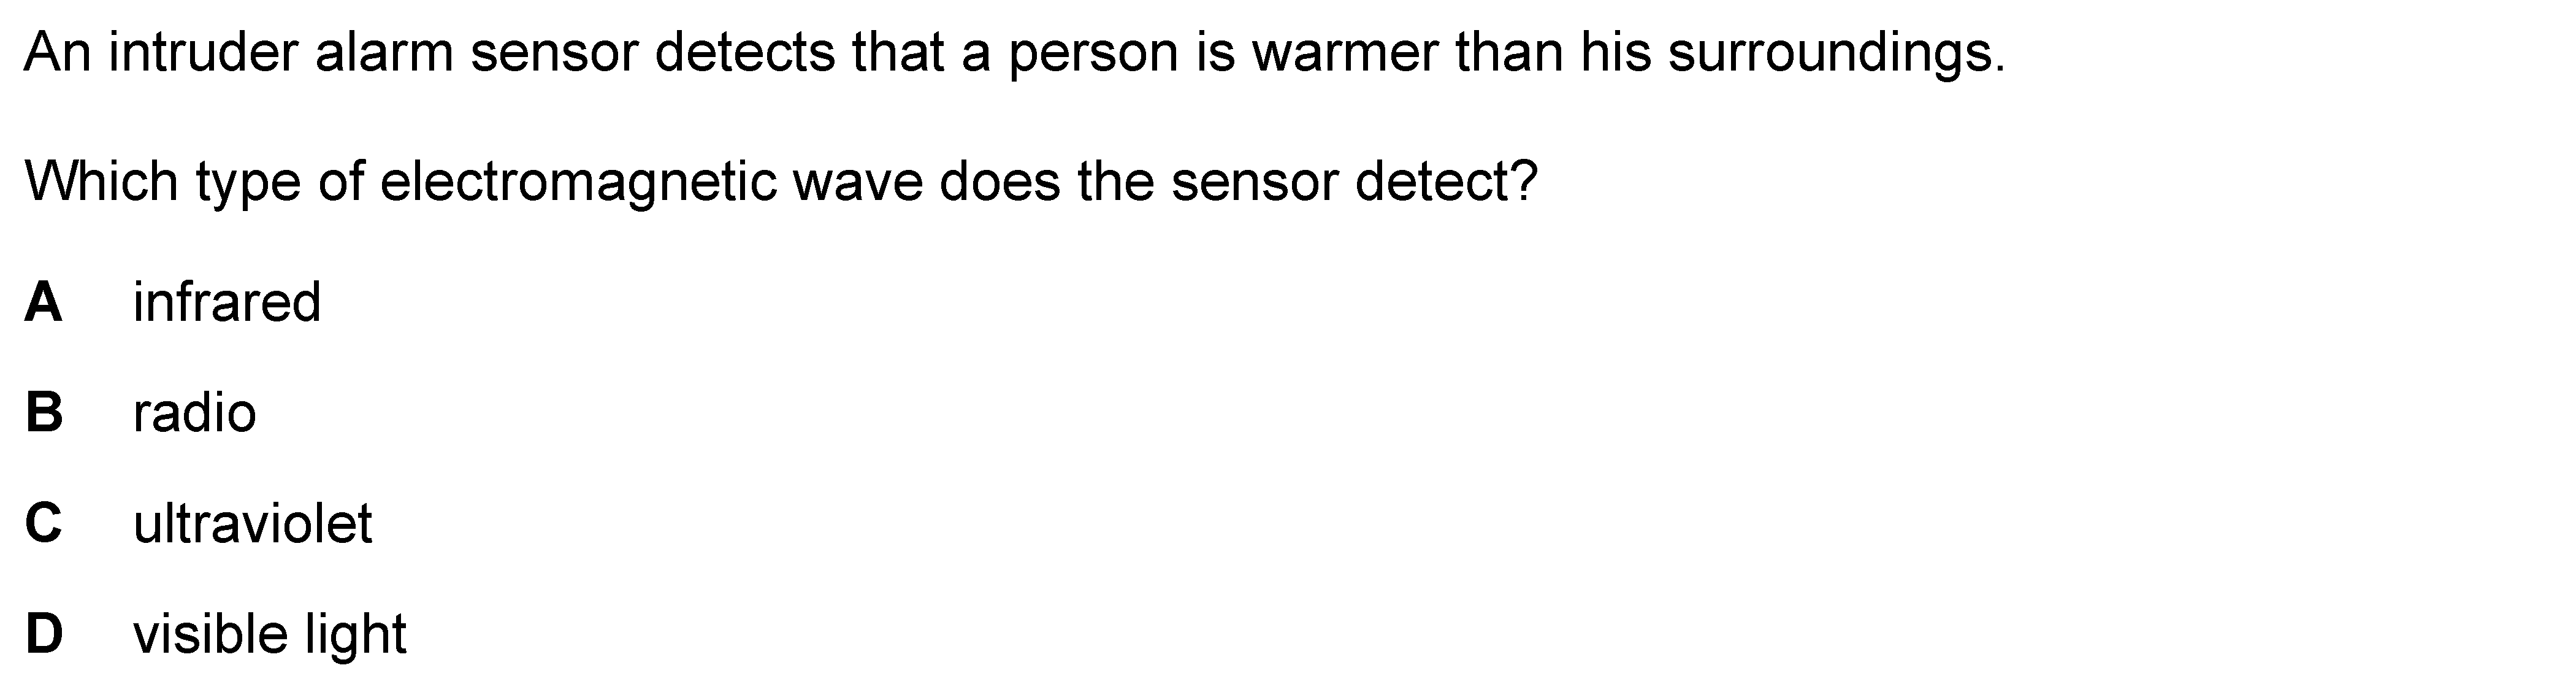 An intruder alarm sensor detects that a person is warmer than his surroundings.
Which type of electromagnetic wave does the sensor detect?
A infrared
B radio
C ultraviolet
D visible light